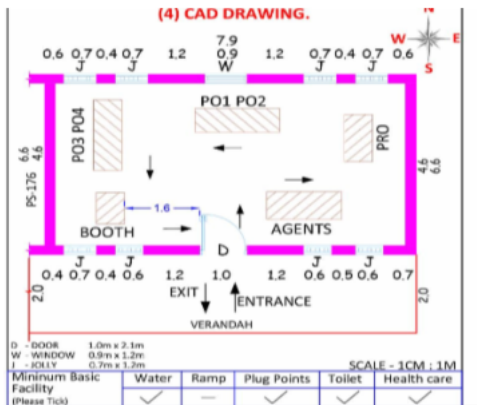 (4) CAD DRAWING.
N
W E
S
7.9
0.6 0.7 0.4 0.7 1.2 0.9 1.2 0.7 0.4 0.7 0.6
J J W J J
PO1 PO2
PO3 PO4
PRO
6.6
4.6
4.6
6.6
PS-176
1.6
BOOTH
AGENTS
D
J J J J
0.4 0.7 0.4 0.6 1.2 1.0 1.2 0.6 0.5 0.6 0.7
2.0
2.0
EXIT
ENTRANCE
VERANDAH
D - DOOR 1.0m x 2.1m
W - WINDOW 0.9m x 1.2m
J - JOLLY 0.7m x 1.2m
SCALE - 1CM : 1M
Mininum Basic Facility (Please Tick)
Water Ramp Plug Points Toilet Health care